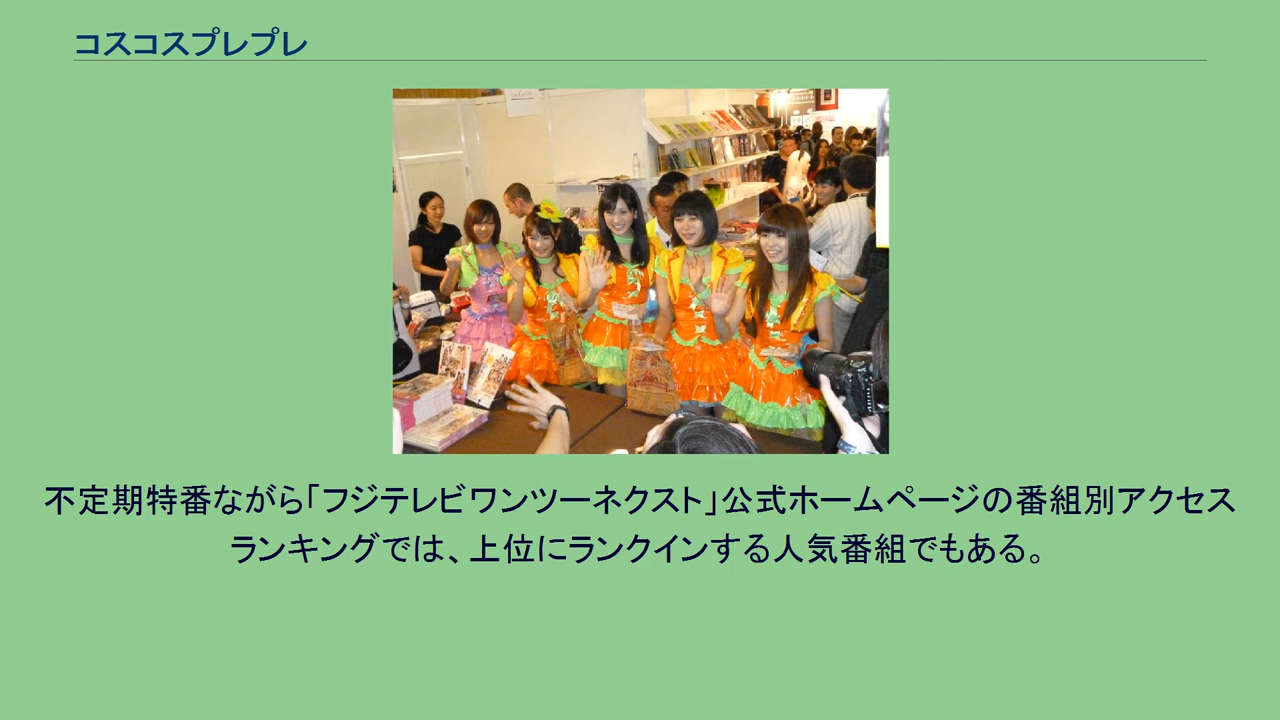 コスコスプレプレ
不定期特番ながら「フジテレビワンツーネクスト」公式ホームページの番組別アクセス
ランキングでは、上位にランクインする人気番組でもある。